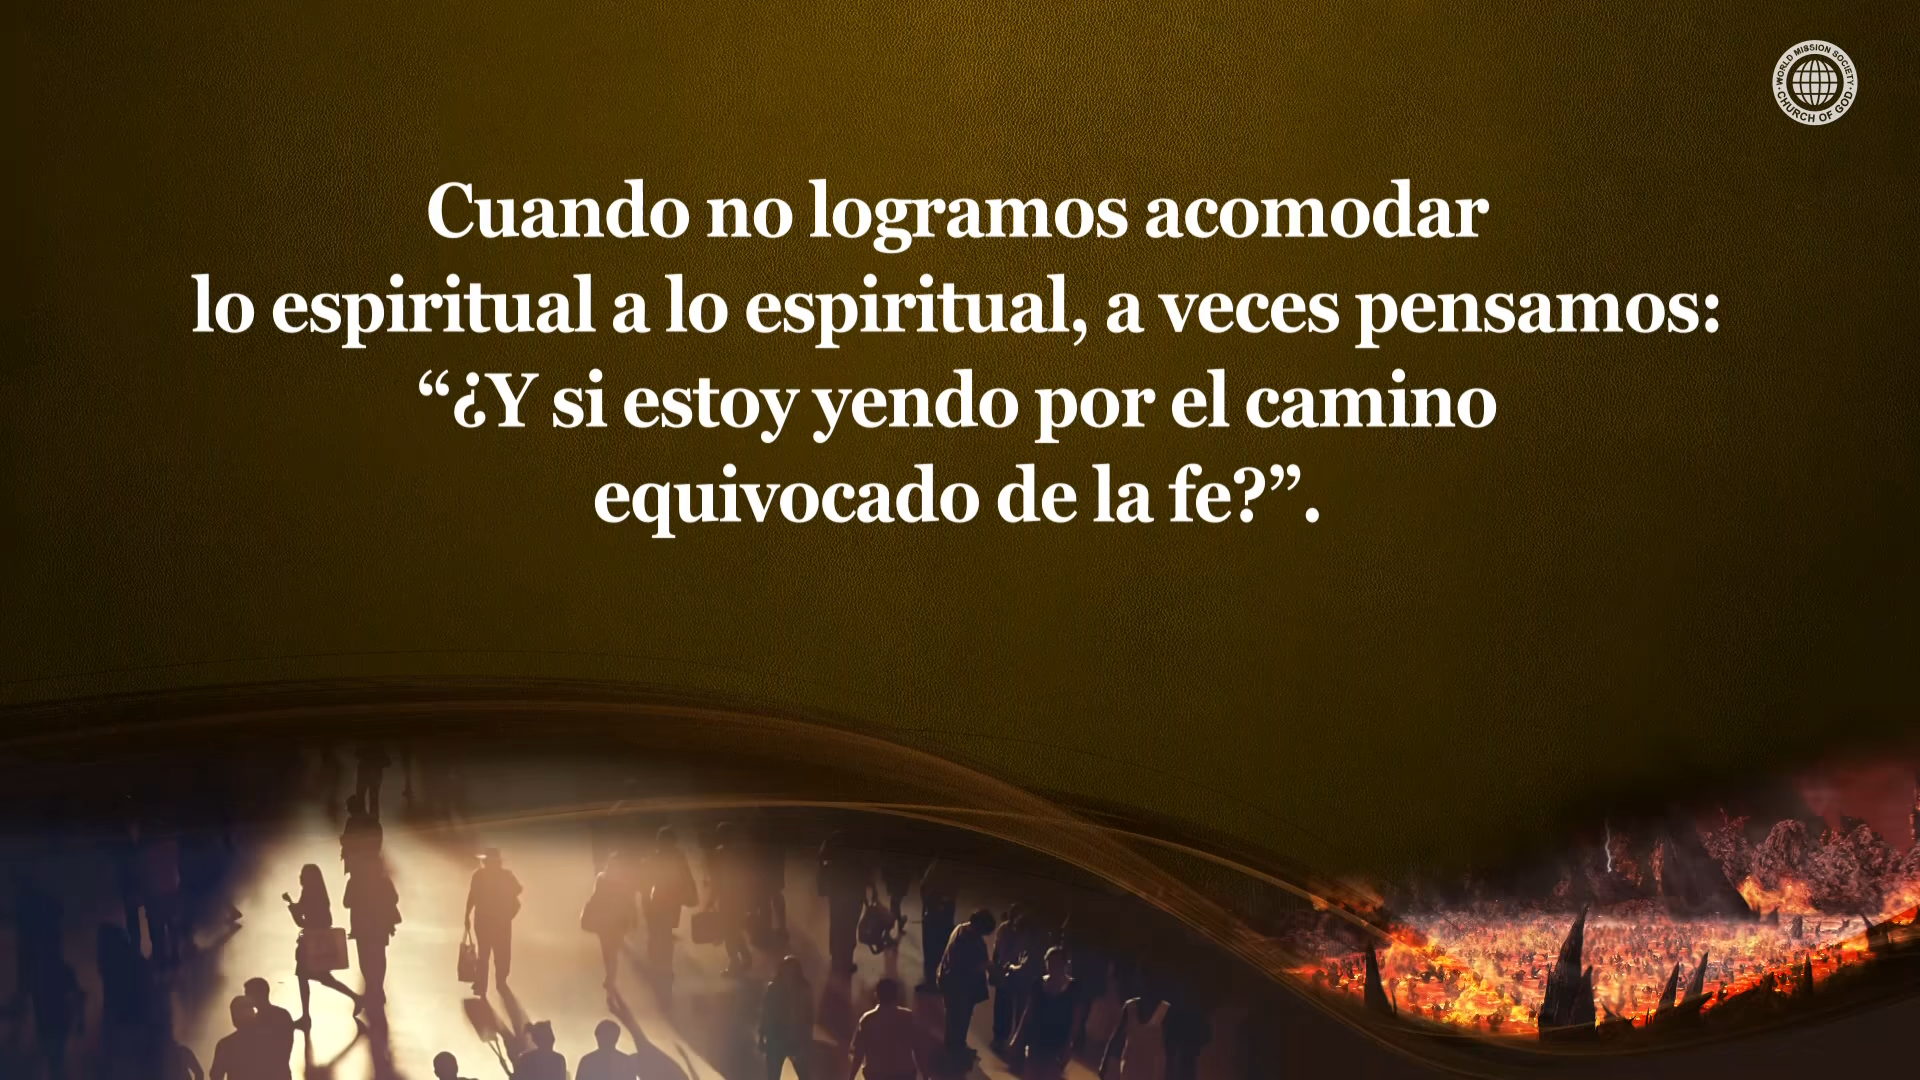 WORLD MISSION SOCIETY
CHURCH OF GOD
Cuando no logramos acomodar
lo espiritual a lo espiritual, a veces pensamos:
“¿Y si estoy yendo por el camino
equivocado de la fe?”.